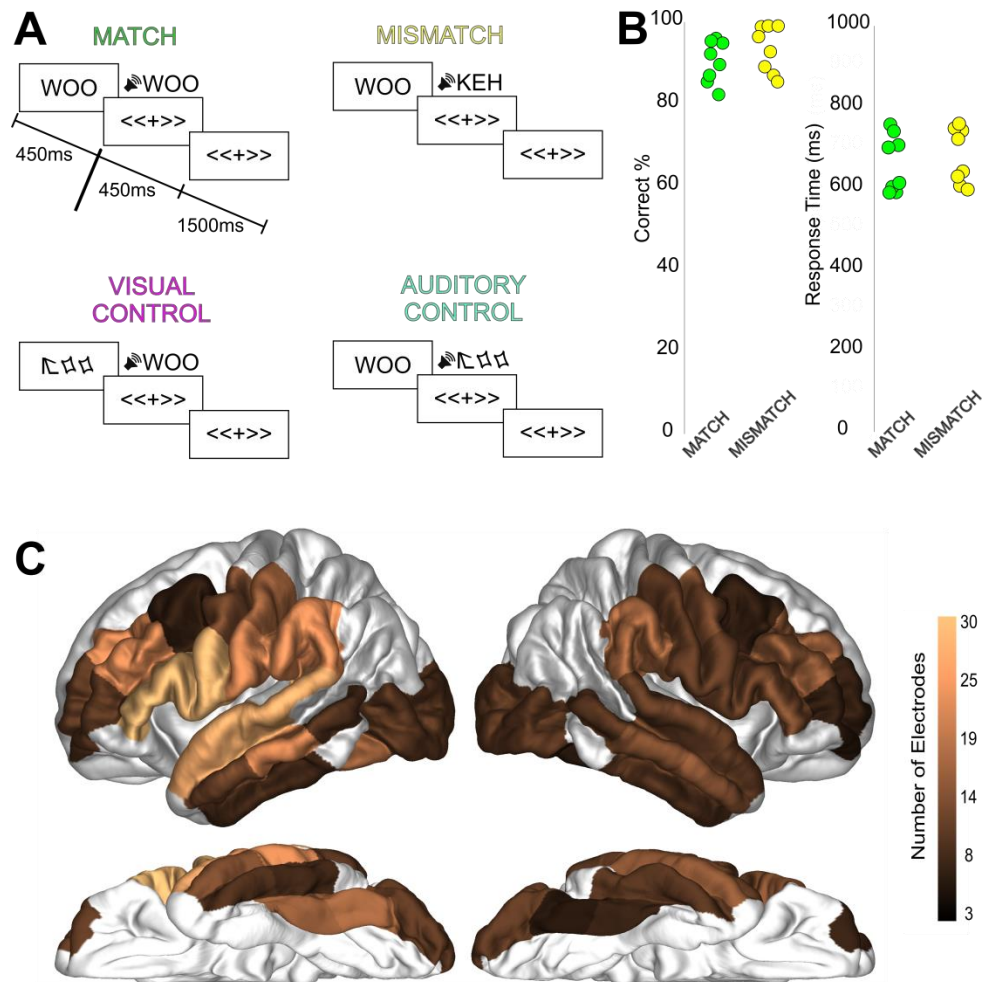 A
MATCH
WOO
WOO
<<+>>
<<+>>
450ms
450ms
1500ms
MISMATCH
WOO
KEH
<<+>>
<<+>>
VISUAL
CONTROL
WOO
<<+>>
<<+>>
AUDITORY
CONTROL
WOO
<<+>>
<<+>>
B
Correct %
100
80
60
40
20
0
MATCH
MISMATCH
Response Time (ms)
1000
800
600
400
200
0
MATCH
MISMATCH
C
Number of Electrodes
30
25
19
14
8
3